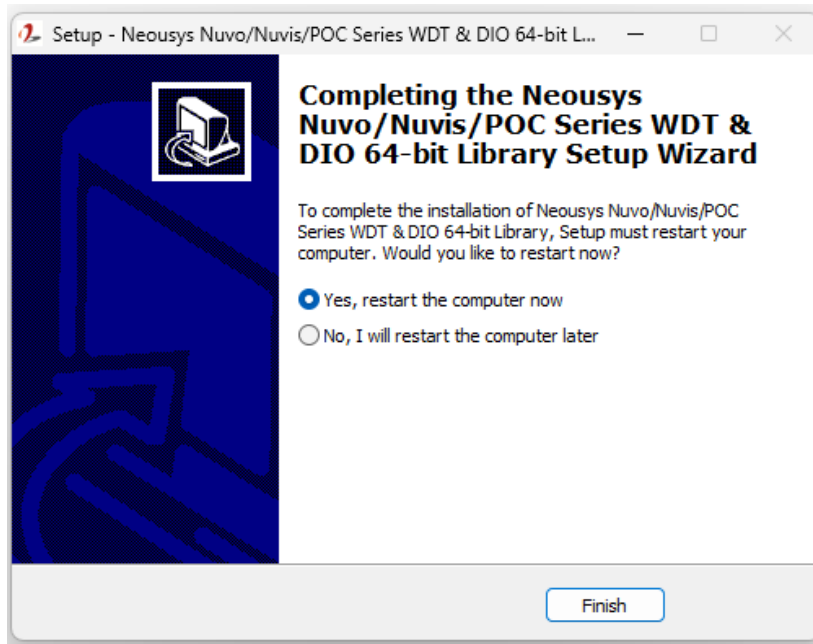 Setup - Neousys Nuvo/Nuvis/POC Series WDT & DIO 64-bit L...
Completing the Neousys
Nuvo/Nuvis/POC Series WDT &
DIO 64-bit Library Setup Wizard
To complete the installation of Neousys Nuvo/Nuvis/POC
Series WDT & DIO 64-bit Library, Setup must restart your
computer. Would you like to restart now?
Yes, restart the computer now
No, I will restart the computer later
Finish